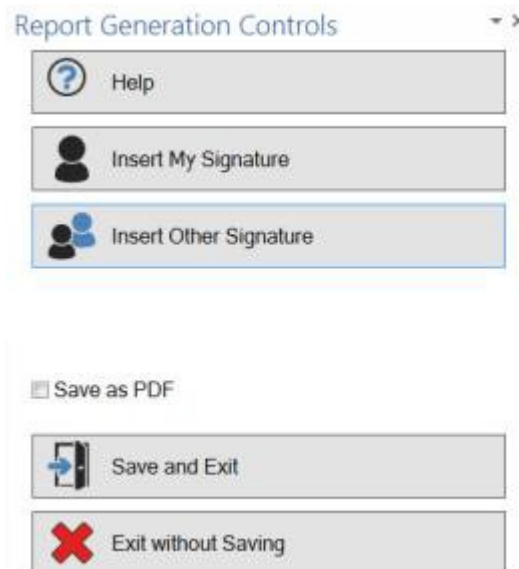 Report Generation Controls
Help
Insert My Signature
Insert Other Signature
Save as PDF
Save and Exit
Exit without Saving